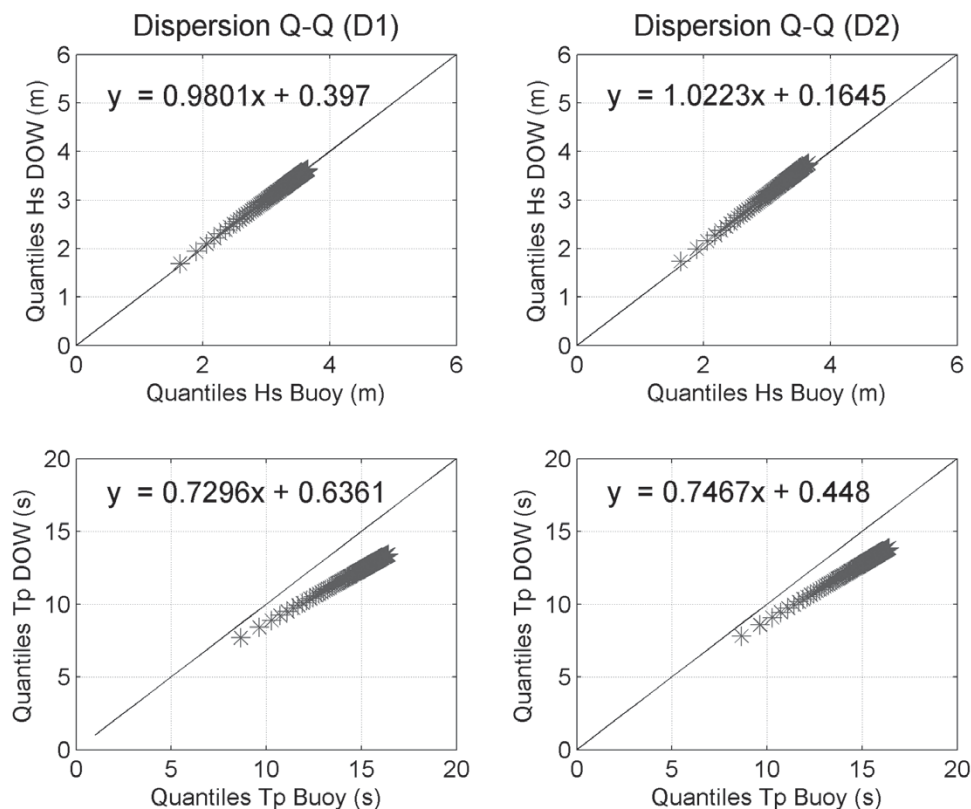 Dispersion Q-Q (D1)
6
5
4
3
2
1
0
Quantiles Hs DOW (m)
y = 0.9801x + 0.397
0 2 4 6
Quantiles Hs Buoy (m)
Dispersion Q-Q (D2)
6
5
4
3
2
1
0
Quantiles Hs DOW (m)
y = 1.0223x + 0.1645
0 2 4 6
Quantiles Hs Buoy (m)
20
15
10
5
0
Quantiles Tp DOW (s)
y = 0.7296x + 0.6361
0 5 10 15 20
Quantiles Tp Buoy (s)
20
15
10
5
0
Quantiles Tp DOW (s)
y = 0.7467x + 0.448
0 5 10 15 20
Quantiles Tp Buoy (s)